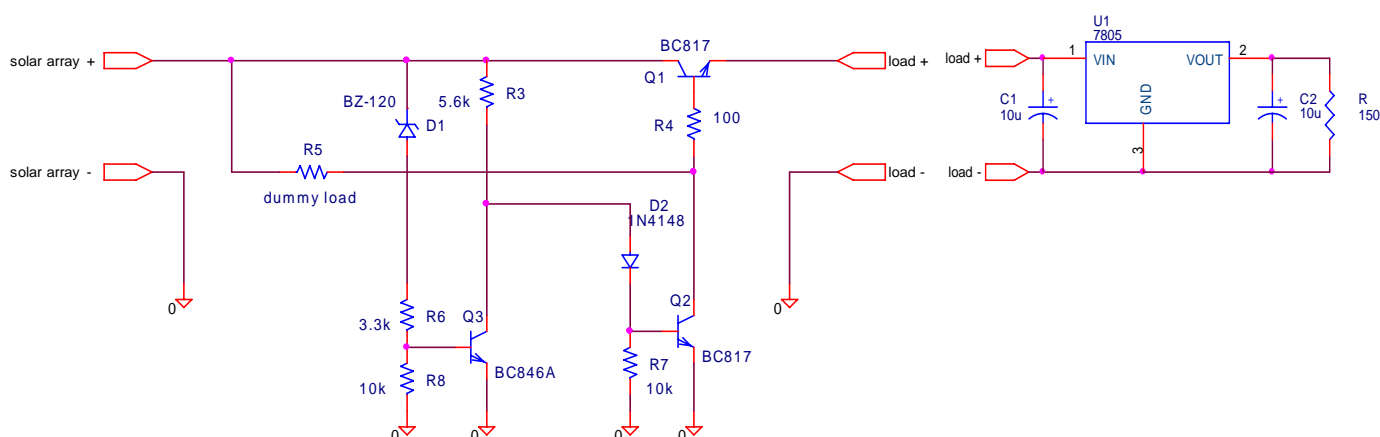 solar array +
solar array -
0
BZ-120
D1
5.6k
R3
BC817
Q1
R4
100
R5
dummy load
D2
1N4148
load +
load -
0
3.3k
R6
10k
R8
Q3
BC846A
R7
10k
Q2
BC817
0
0
0
0
load +
load -
U1
7805
1
VIN
VOUT
2
GND
3
C1
10u
+
C2
10u
+
R
150